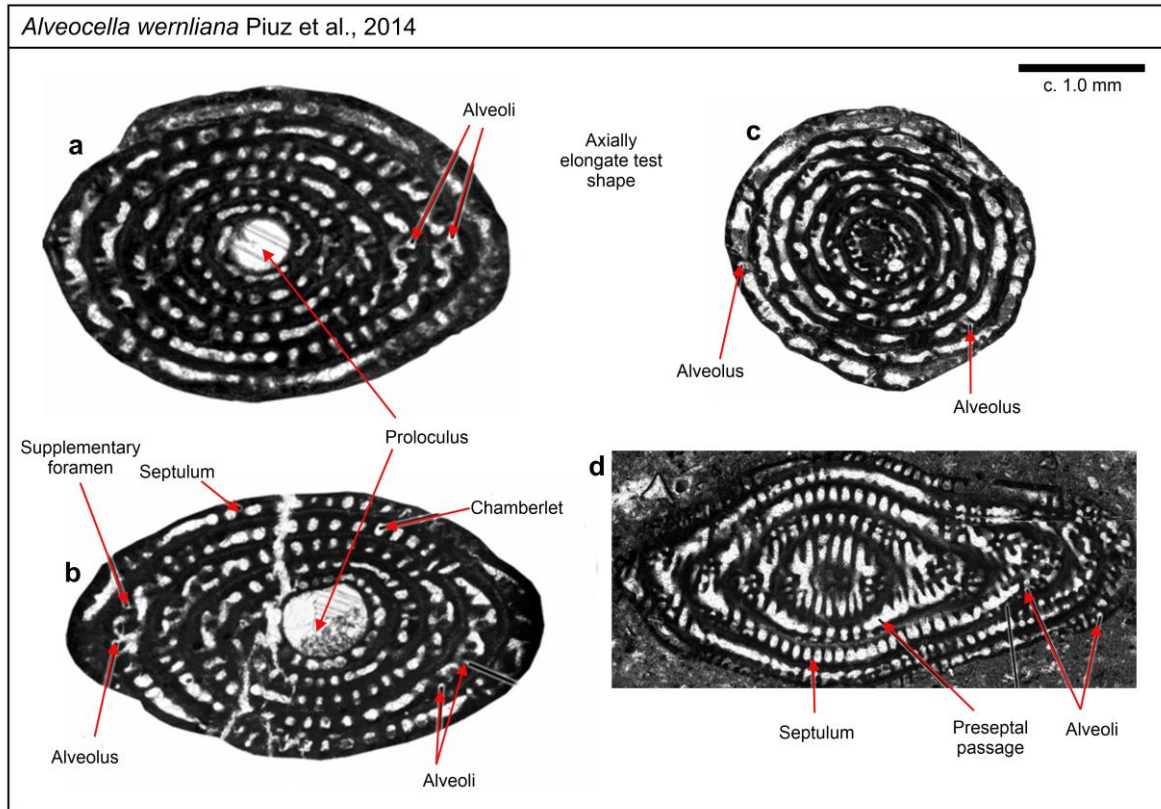 Alveocella wernliana Piuz et al., 2014
c. 1.0 mm
a
Alveoli
Axially
elongate test
shape
c
Alveolus
Alveolus
Proloculus
Supplementary
foramen
Septulum
Chamberlet
b
Alveolus
Alveoli
d
Septulum
Preseptal
passage
Alveoli